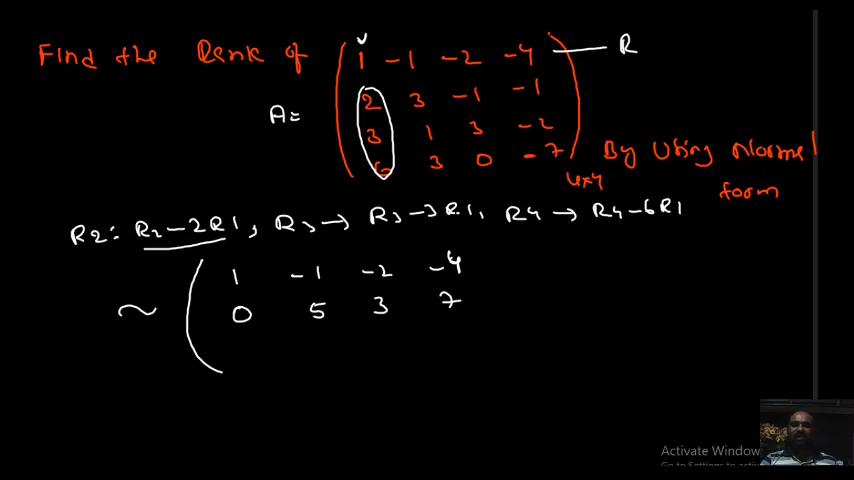 Find the Rank of
1 -1 -2 -4 R
A= 2 3 -1 -1
3 1 3 -2
6 3 0 -7 4x4 By Using Normal form
R2: R2-2R1, R3→ R3-3R1, R4 → R4-6R1
~ 1 -1 -2 -4
0 5 3 7
Activate Window